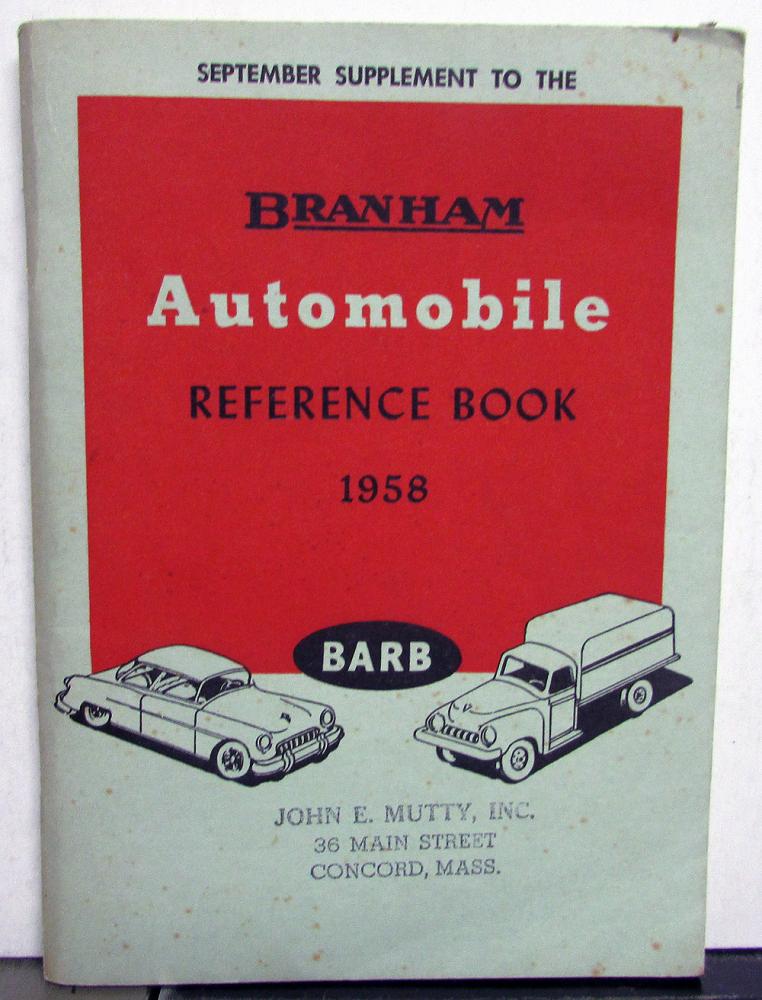 SEPTEMBER SUPPLEMENT TO THE
BRANHAM
Automobile
REFERENCE BOOK
1958
BARB
JOHN E. MUTTY, INC.
36 MAIN STREET
CONCORD, MASS.